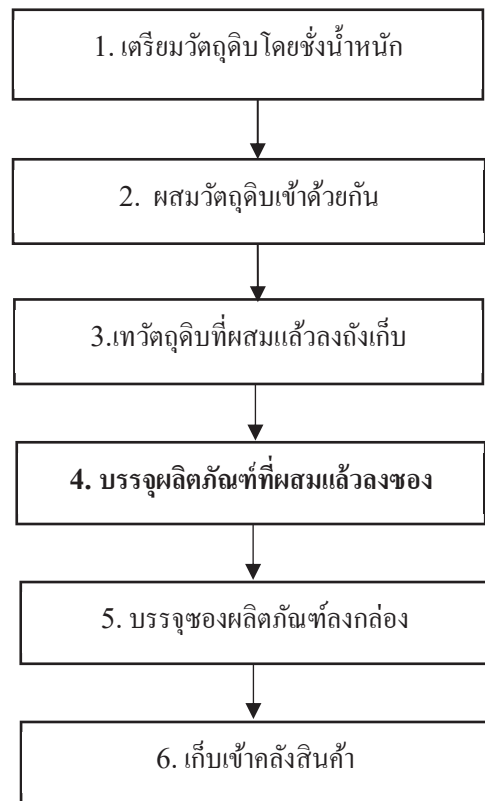 1. เตรียมวัตถุดิบโดยชั่งน้ำหนัก
2. ผสมวัตถุดิบเข้าด้วยกัน
3.เทวัตถุดิบที่ผสมแล้วลงถังเก็บ
4. บรรจุผลิตภัณฑ์ที่ผสมแล้วลงซอง
5. บรรจุซองผลิตภัณฑ์ลงกล่อง
6. เก็บเข้าคลังสินค้า